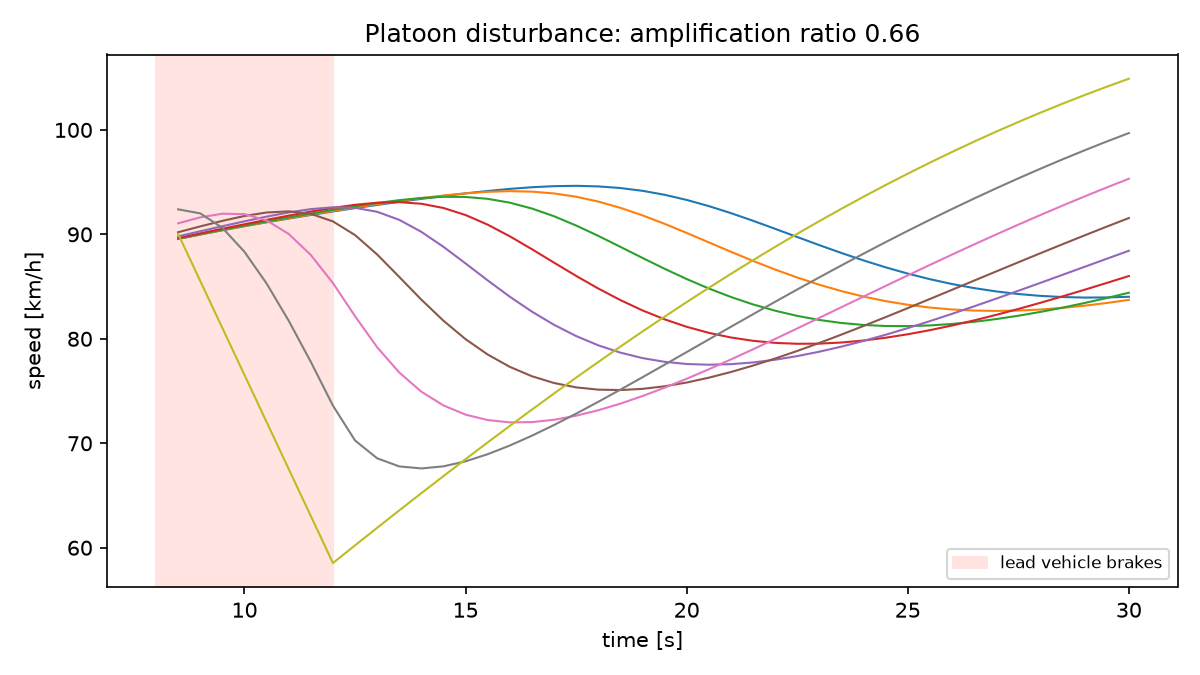 Platoon disturbance: amplification ratio 0.66
100
90
80
70
60
speed [km/h]
lead vehicle brakes
10
15
20
25
30
time [s]